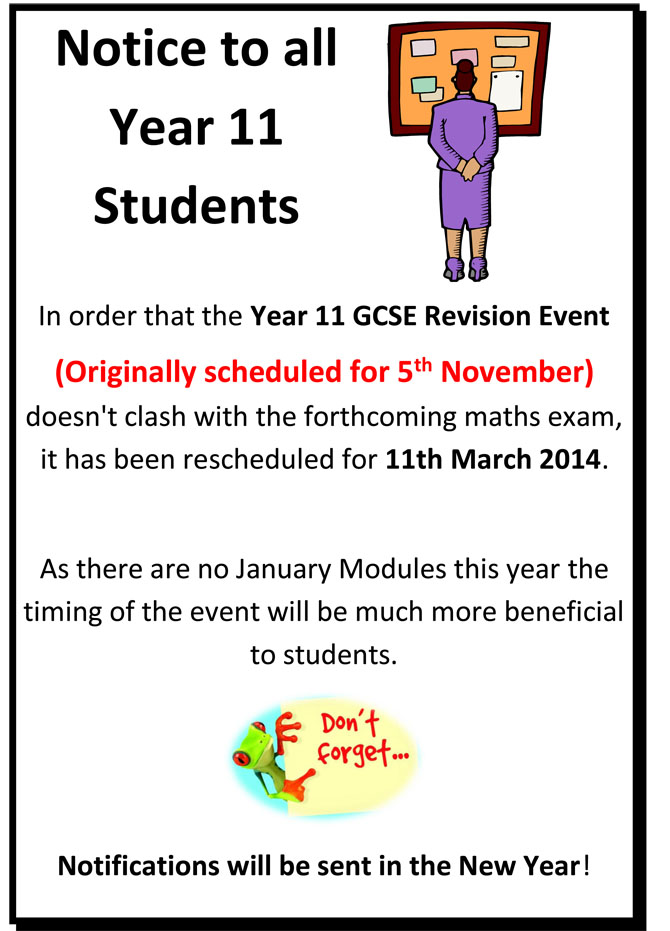 Notice to all
Year 11
Students
In order that the Year 11 GCSE Revision Event
(Originally scheduled for 5th November)
doesn't clash with the forthcoming maths exam,
it has been rescheduled for 11th March 2014.
As there are no January Modules this year the
timing of the event will be much more beneficial
to students.
Don't
forget...
Notifications will be sent in the New Year!